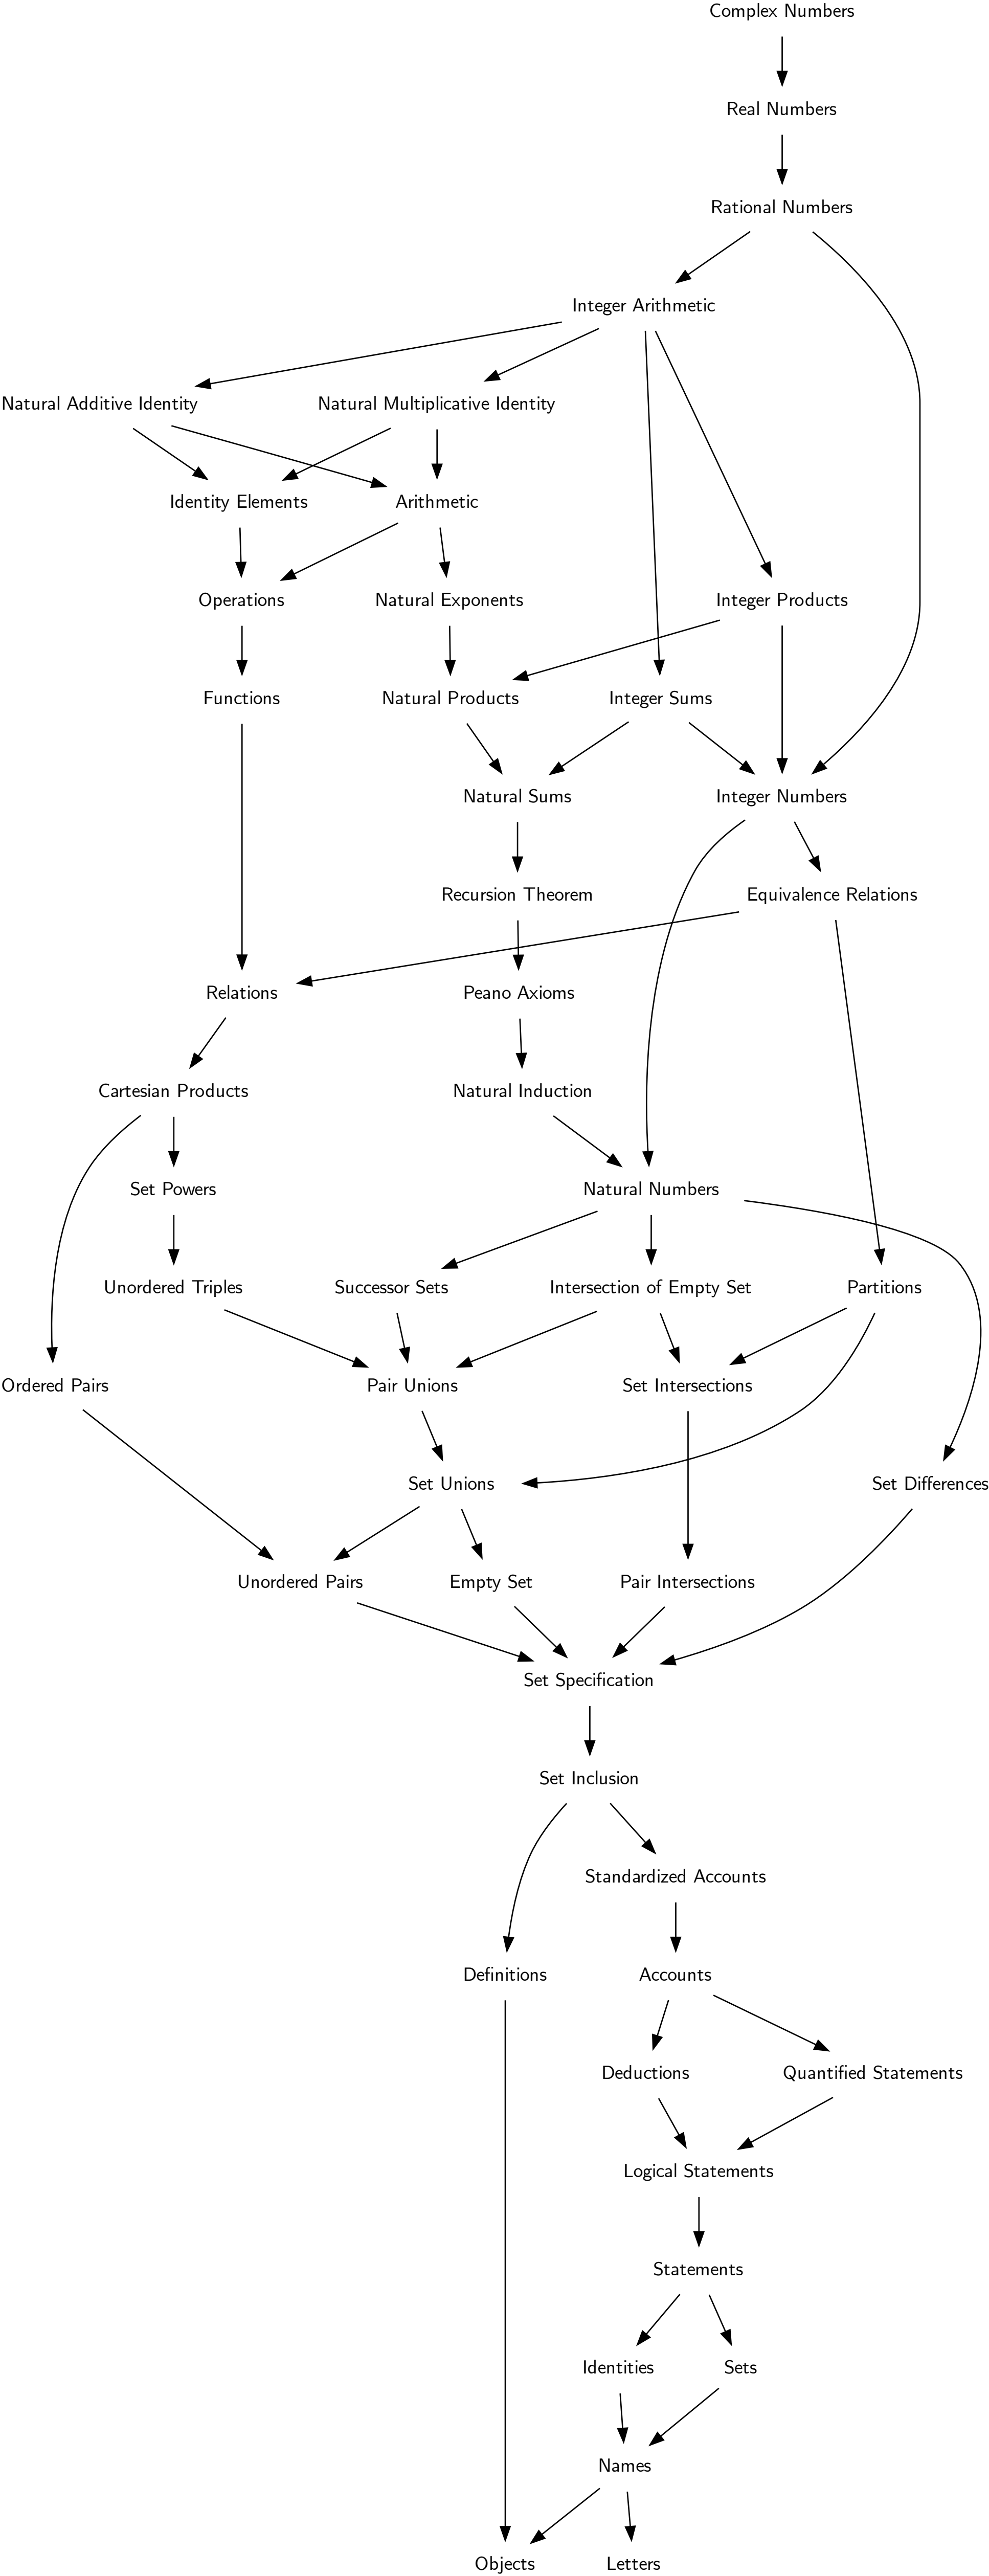 Complex Numbers
Real Numbers
Rational Numbers
Integer Arithmetic
Natural Additive Identity
Natural Multiplicative Identity
Identity Elements
Arithmetic
Operations
Natural Exponents
Integer Products
Functions
Natural Products
Integer Sums
Natural Sums
Integer Numbers
Recursion Theorem
Equivalence Relations
Relations
Peano Axioms
Cartesian Products
Natural Induction
Set Powers
Natural Numbers
Unordered Triples
Successor Sets
Intersection of Empty Set
Partitions
Ordered Pairs
Pair Unions
Set Intersections
Set Unions
Set Differences
Unordered Pairs
Empty Set
Pair Intersections
Set Specification
Set Inclusion
Standardized Accounts
Definitions
Accounts
Deductions
Quantified Statements
Logical Statements
Statements
Identities
Sets
Names
Objects
Letters